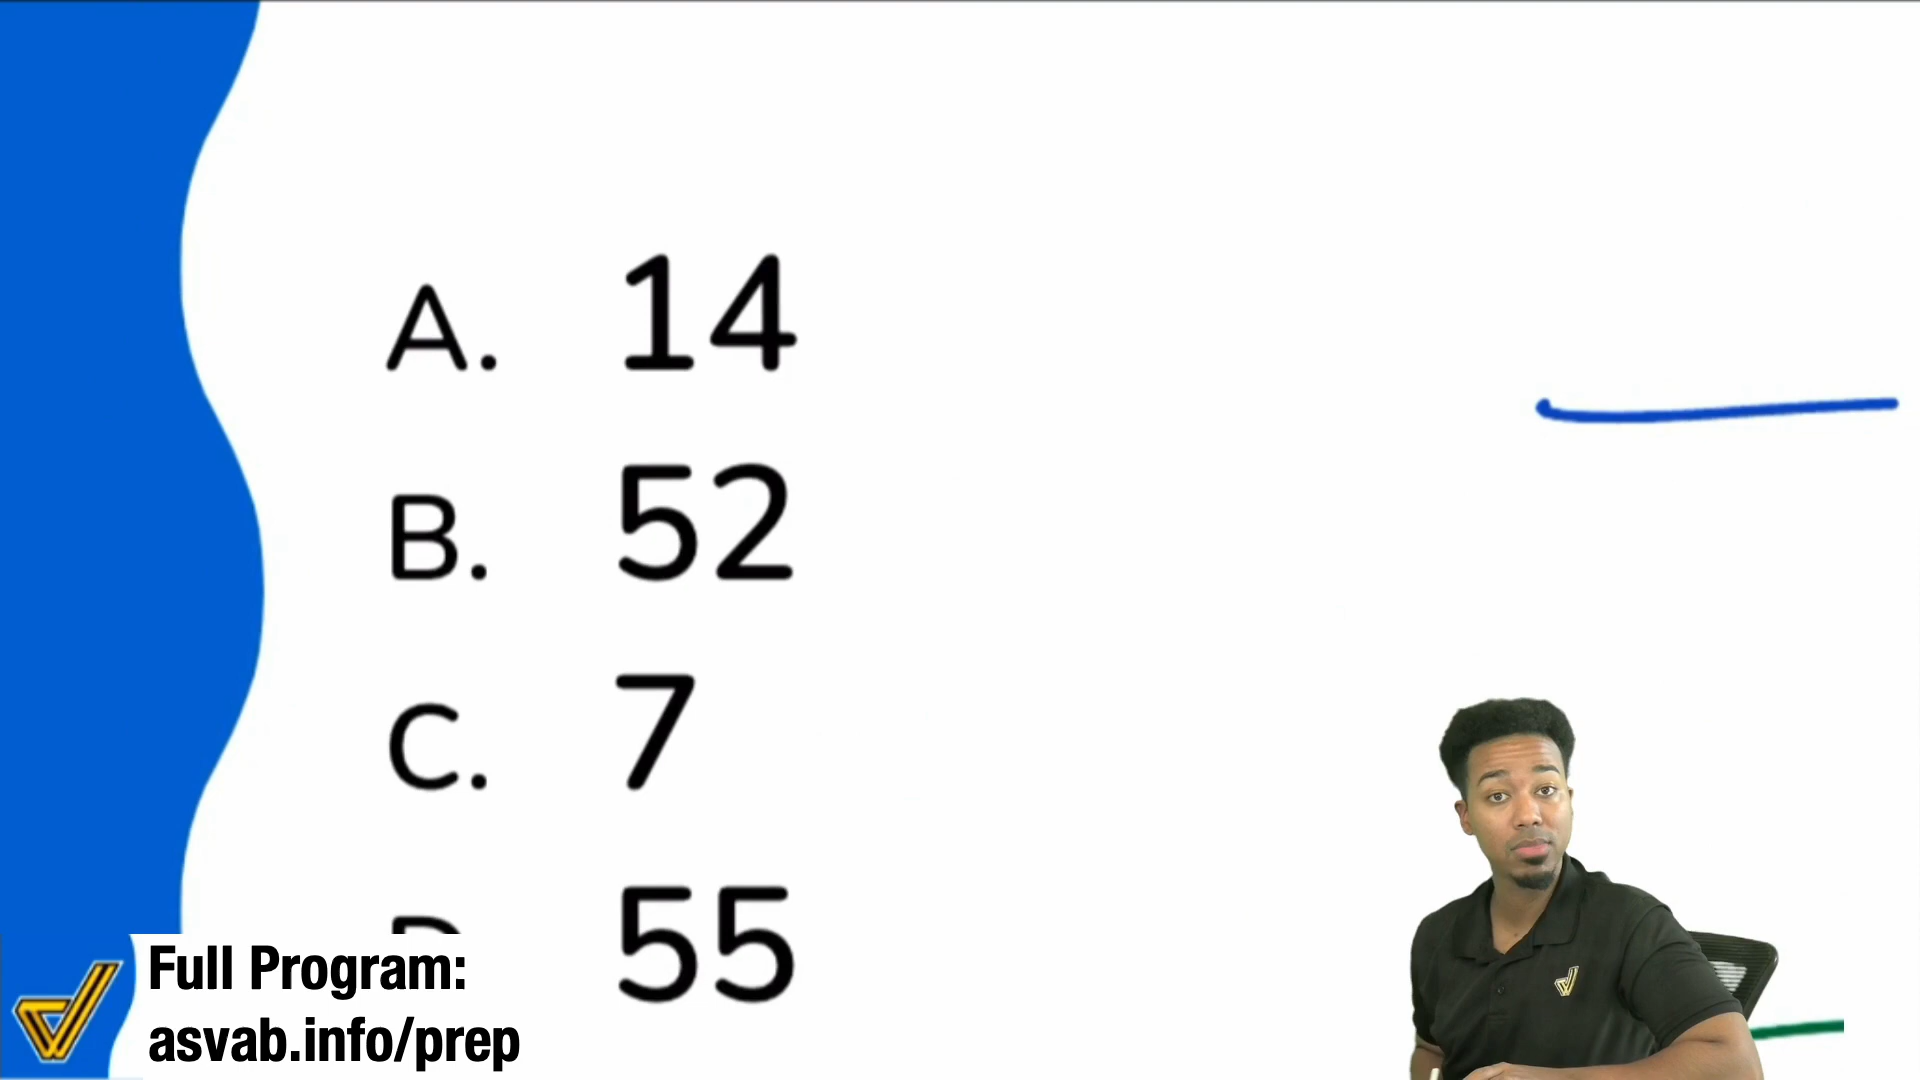 A. 14
B. 52
C. 7
D 55
Full Program:
asvab.info/prep